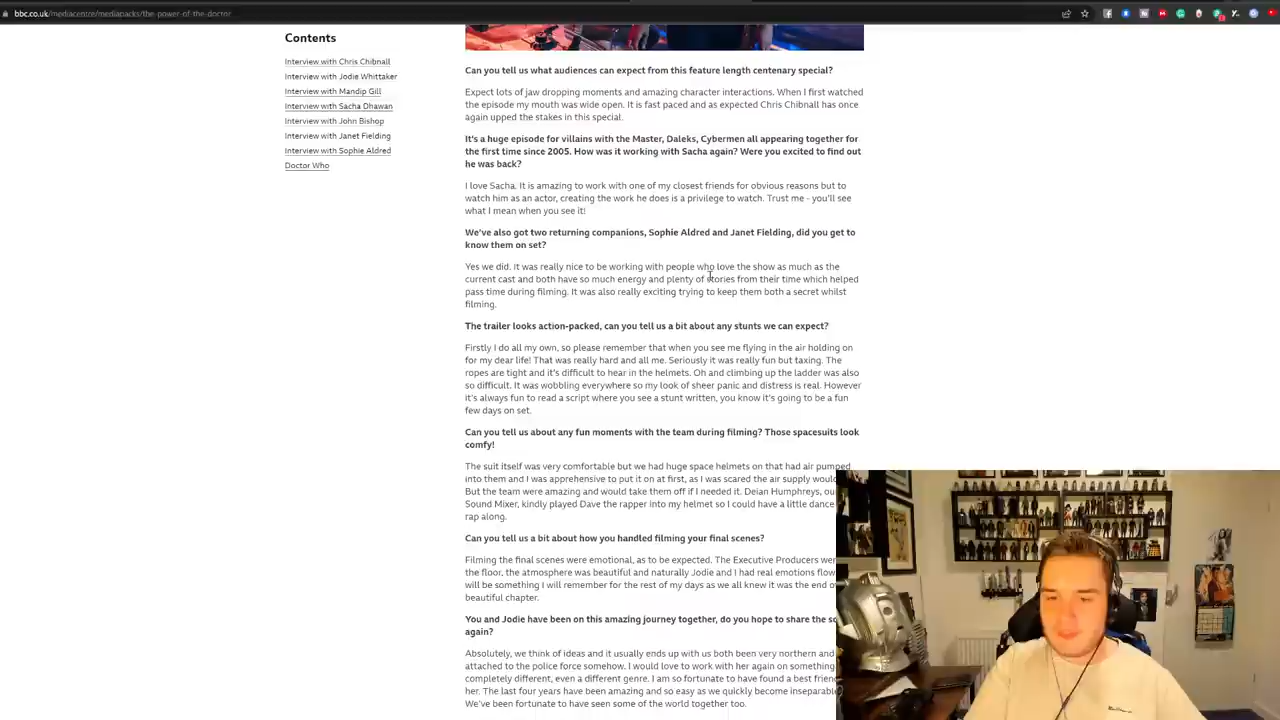 bbc.co.uk/mediacentre/mediapacks/the-power-of-the-doctor
Contents
Interview with Chris Chibnall
Interview with Jodie Whittaker
Interview with Mandip Gill
Interview with Sacha Dhawan
Interview with John Bishop
Interview with Janet Fielding
Interview with Sophie Aldred
Doctor Who
Can you tell us what audiences can expect from this feature length centenary special?
Expect lots of jaw dropping moments and amazing character interactions. When I first watched
the episode my mouth was wide open. It is fast paced and as expected Chris Chibnall has once
again upped the stakes in this special.
It's a huge episode for villains with the Master, Daleks, Cybermen all appearing together for
the first time since 2005. How was it working with Sacha again? Were you excited to find out
he was back?
I love Sacha. It is amazing to work with one of my closest friends for obvious reasons but to
watch him as an actor, creating the work he does is a privilege to watch. Trust me - you'll see
what I mean when you see it!
We've also got two returning companions, Sophie Aldred and Janet Fielding, did you get to
know them on set?
Yes we did. It was really nice to be working with people who love the show as much as the
current cast and both have so much energy and plenty of stories from their time which helped
pass time during filming. It was also really exciting trying to keep them both a secret whilst
filming.
The trailer looks action-packed, can you tell us a bit about any stunts we can expect?
Firstly I do all my own, so please remember that when you see me flying in the air holding on
for my dear life! That was really hard and all me. Seriously it was really fun but taxing. The
ropes are tight and it's difficult to hear in the helmets. Oh and climbing up the ladder was also
so difficult. It was wobbling everywhere so my look of sheer panic and distress is real. However
it's always fun to read a script where you see a stunt written, you know it's going to be a fun
few days on set.
Can you tell us about any fun moments with the team during filming? Those spacesuits look
comfy!
The suit itself was very comfortable but we had huge space helmets on that had air pumped
into them and I was apprehensive to put it on at first, as I was scared the air supply would
But the team were amazing and would take them off if I needed it. Deian Humphreys, ou
Sound Mixer, kindly played Dave the rapper into my helmet so I could have a little dance
rap along.
Can you tell us a bit about how you handled filming your final scenes?
Filming the final scenes were emotional, as to be expected. The Executive Producers wer
the floor, the atmosphere was beautiful and naturally Jodie and I had real emotions flow
will be something I will remember for the rest of my days as we all knew it was the end o
beautiful chapter.
You and Jodie have been on this amazing journey together, do you hope to share the sc
again?
Absolutely, we think of ideas and it usually ends up with us both been very northern and
attached to the police force somehow. I would love to work with her again on something
completely different, even a different genre. I am so fortunate to have found a best frien
her. The last four years have been amazing and so easy as we quickly become inseparable
We've been fortunate to have seen some of the world together too.